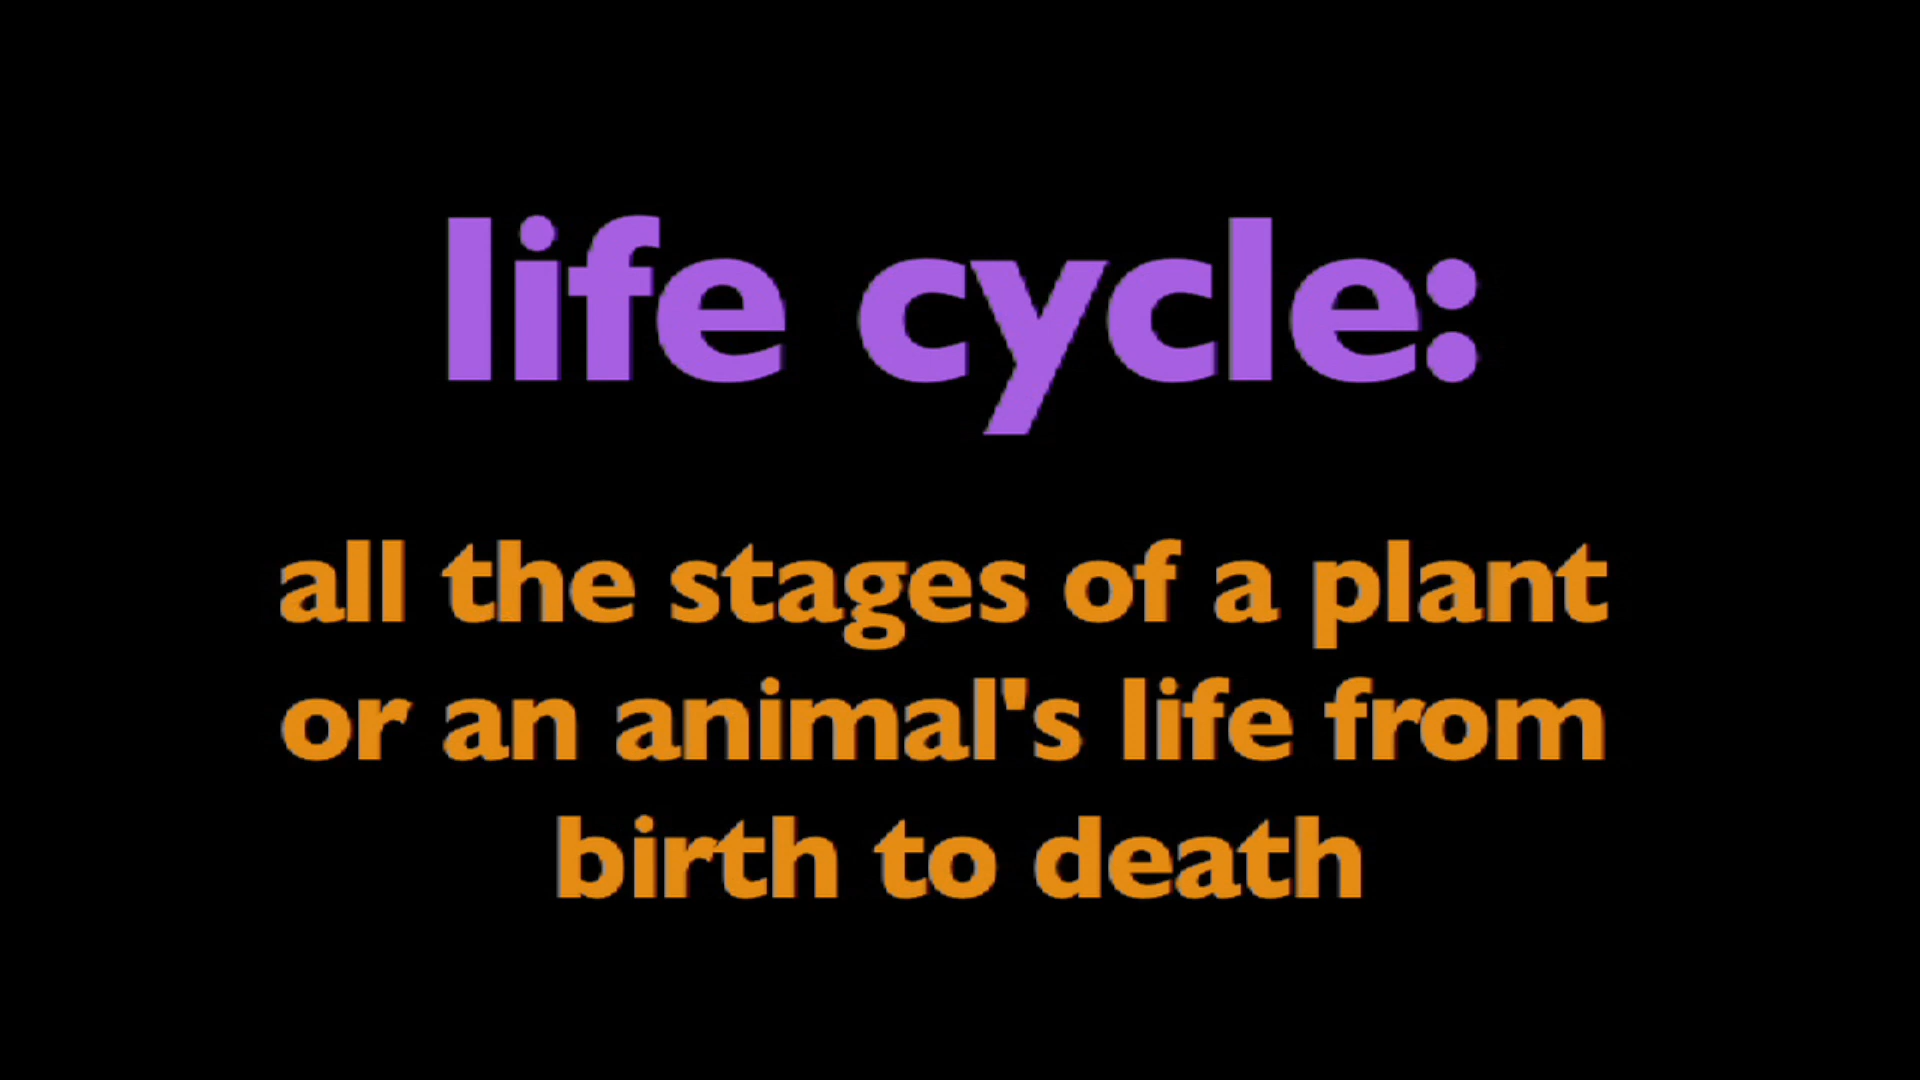 life cycle:
all the stages of a plant
or an animal's life from
birth to death